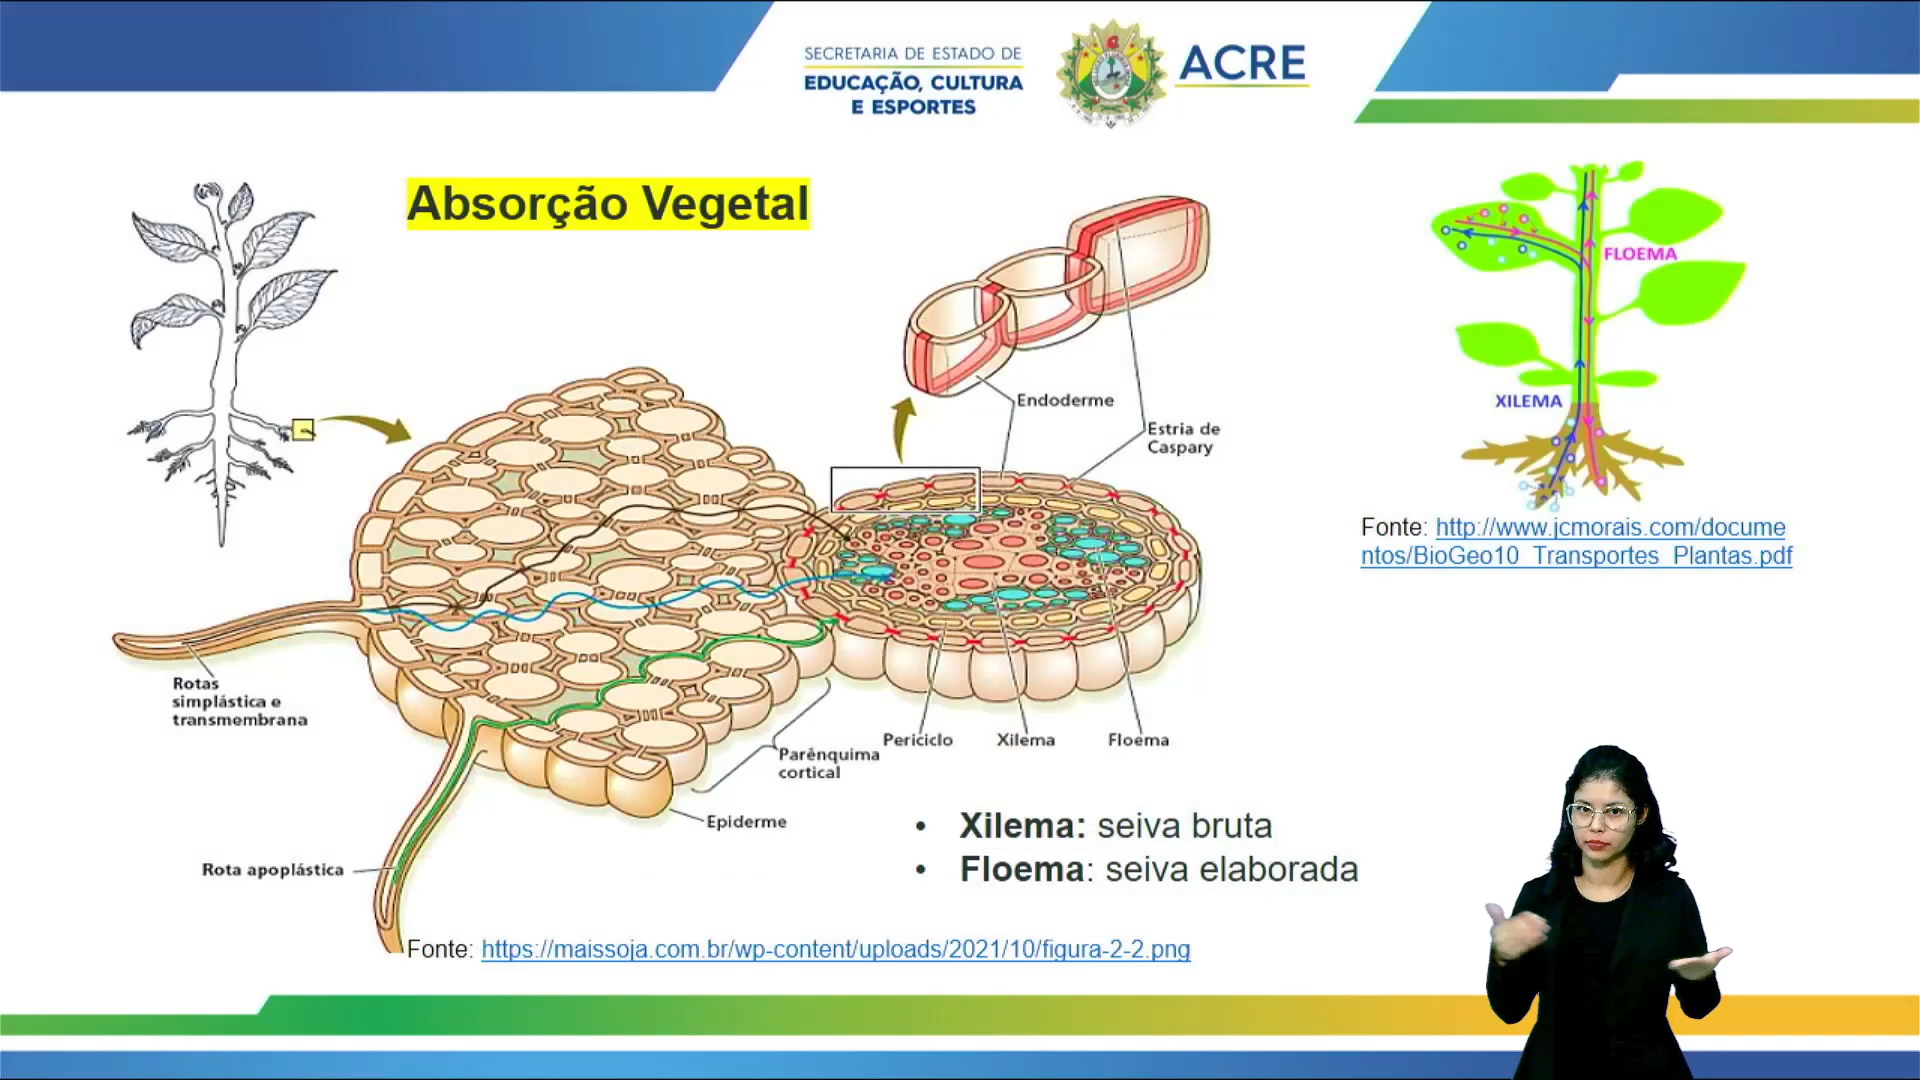 SECRETARIA DE ESTADO DE
EDUCAÇÃO, CULTURA
E ESPORTES
ACRE
Absorção Vegetal
FLOEMA
XILEMA
Endoderme
Estria de
Caspary
Fonte: http://www.jcmorais.com/docume
ntos/BioGeo10_Transportes_Plantas.pdf
Rotas
simplástica e
transmembrana
Periciclo
Xilema
Floema
Parênquima
cortical
Epiderme
Rota apoplástica
• Xilema: seiva bruta
• Floema: seiva elaborada
Fonte: https://maissoja.com.br/wp-content/uploads/2021/10/figura-2-2.png